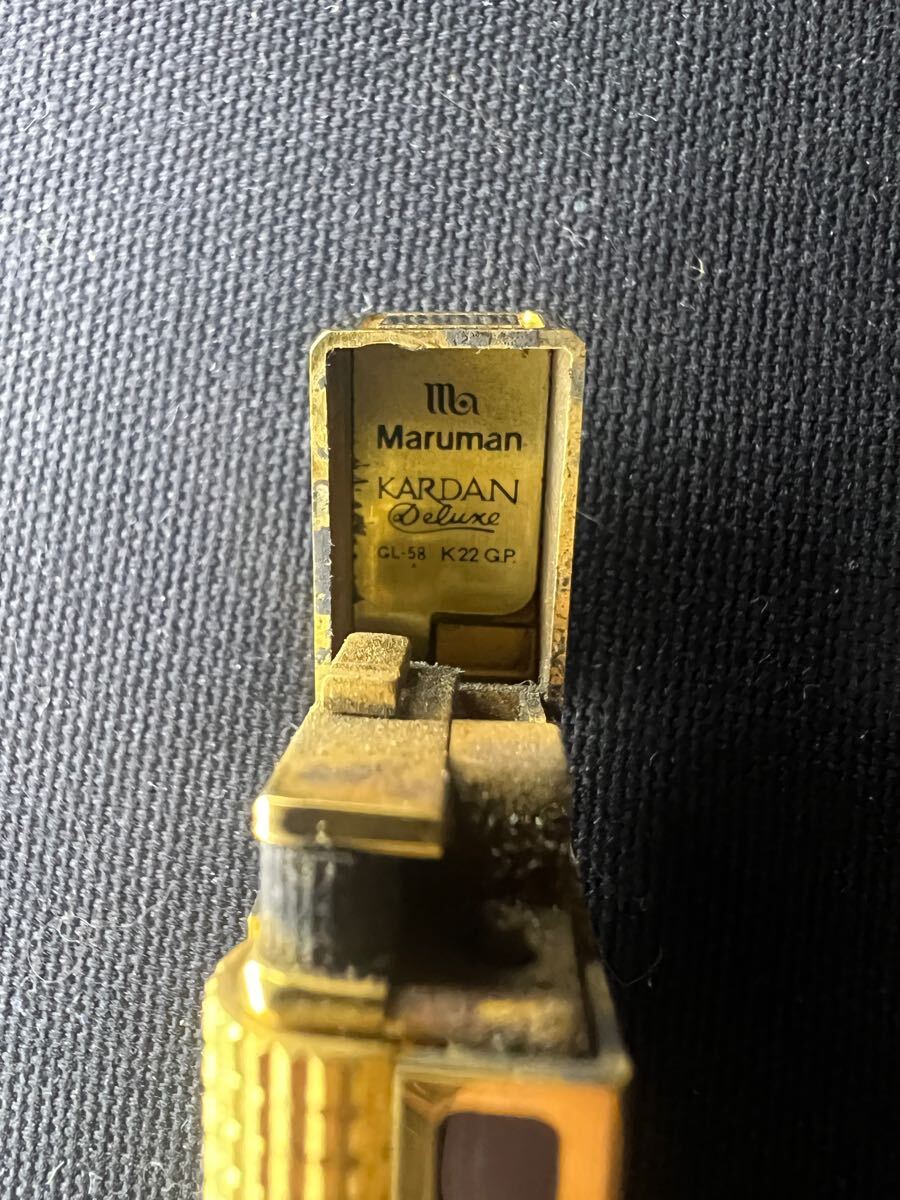 Ma
Maruman
KARDAN
Deluxe
GL-58 K22 G.P.